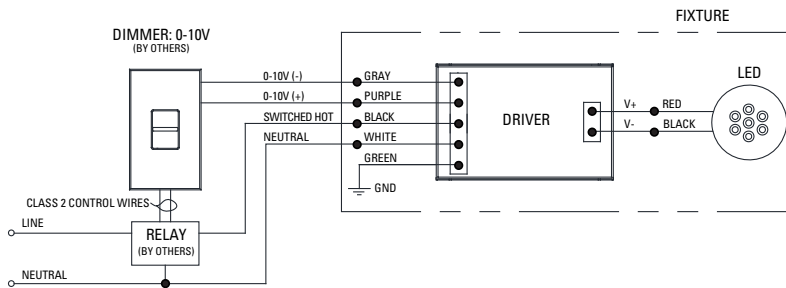 FIXTURE
DIMMER: 0-10V
(BY OTHERS)
LED
0-10V (-) GRAY
0-10V (+) PURPLE
SWITCHED HOT BLACK
NEUTRAL WHITE
GREEN
GND
DRIVER
V+ RED
V- BLACK
CLASS 2 CONTROL WIRES
LINE
RELAY
(BY OTHERS)
NEUTRAL